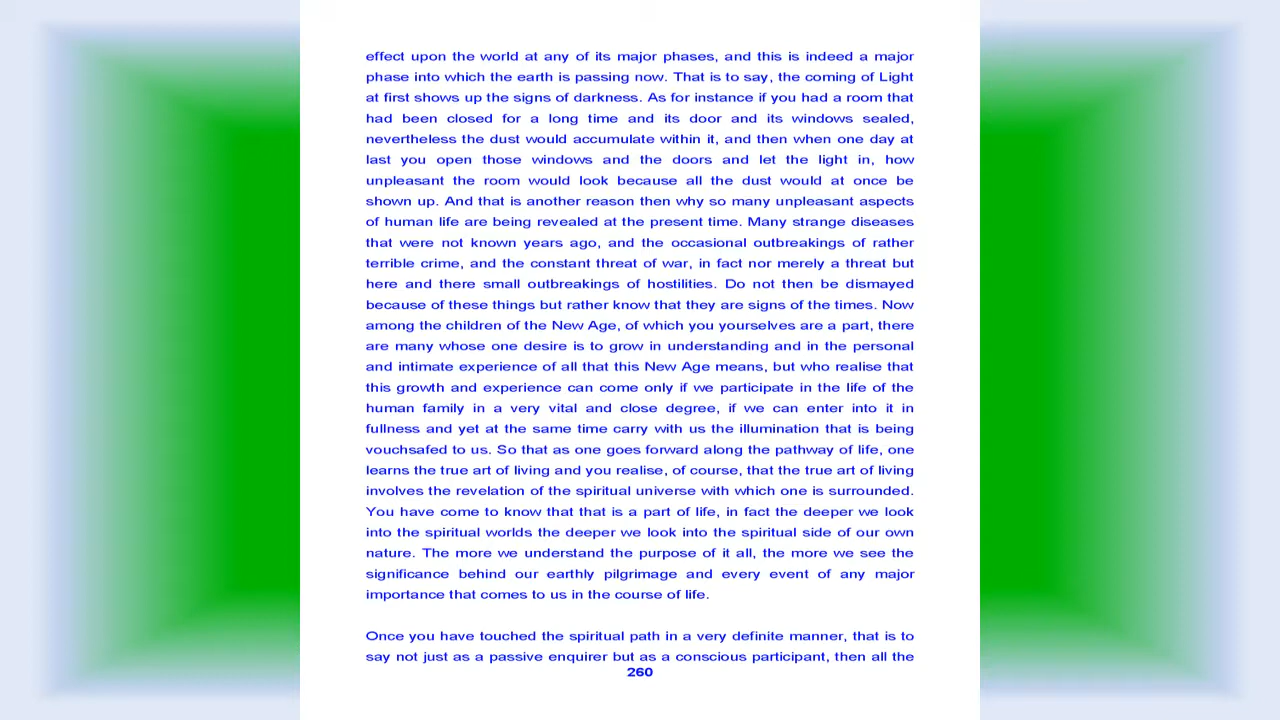 effect upon the world at any of its major phases, and this is indeed a major
phase into which the earth is passing now. That is to say, the coming of Light
at first shows up the signs of darkness. As for instance if you had a room that
had been closed for a long time and its door and its windows sealed,
nevertheless the dust would accumulate within it, and then when one day at
last you open those windows and the doors and let the light in, how
unpleasant the room would look because all the dust would at once be
shown up. And that is another reason then why so many unpleasant aspects
of human life are being revealed at the present time. Many strange diseases
that were not known years ago, and the occasional outbreakings of rather
terrible crime, and the constant threat of war, in fact nor merely a threat but
here and there small outbreakings of hostilities. Do not then be dismayed
because of these things but rather know that they are signs of the times. Now
among the children of the New Age, of which you yourselves are a part, there
are many whose one desire is to grow in understanding and in the personal
and intimate experience of all that this New Age means, but who realise that
this growth and experience can come only if we participate in the life of the
human family in a very vital and close degree, if we can enter into it in
fullness and yet at the same time carry with us the illumination that is being
vouchsafed to us. So that as one goes forward along the pathway of life, one
learns the true art of living and you realise, of course, that the true art of living
involves the revelation of the spiritual universe with which one is surrounded.
You have come to know that that is a part of life, in fact the deeper we look
into the spiritual worlds the deeper we look into the spiritual side of our own
nature. The more we understand the purpose of it all, the more we see the
significance behind our earthly pilgrimage and every event of any major
importance that comes to us in the course of life.
Once you have touched the spiritual path in a very definite manner, that is to
say not just as a passive enquirer but as a conscious participant, then all the
260